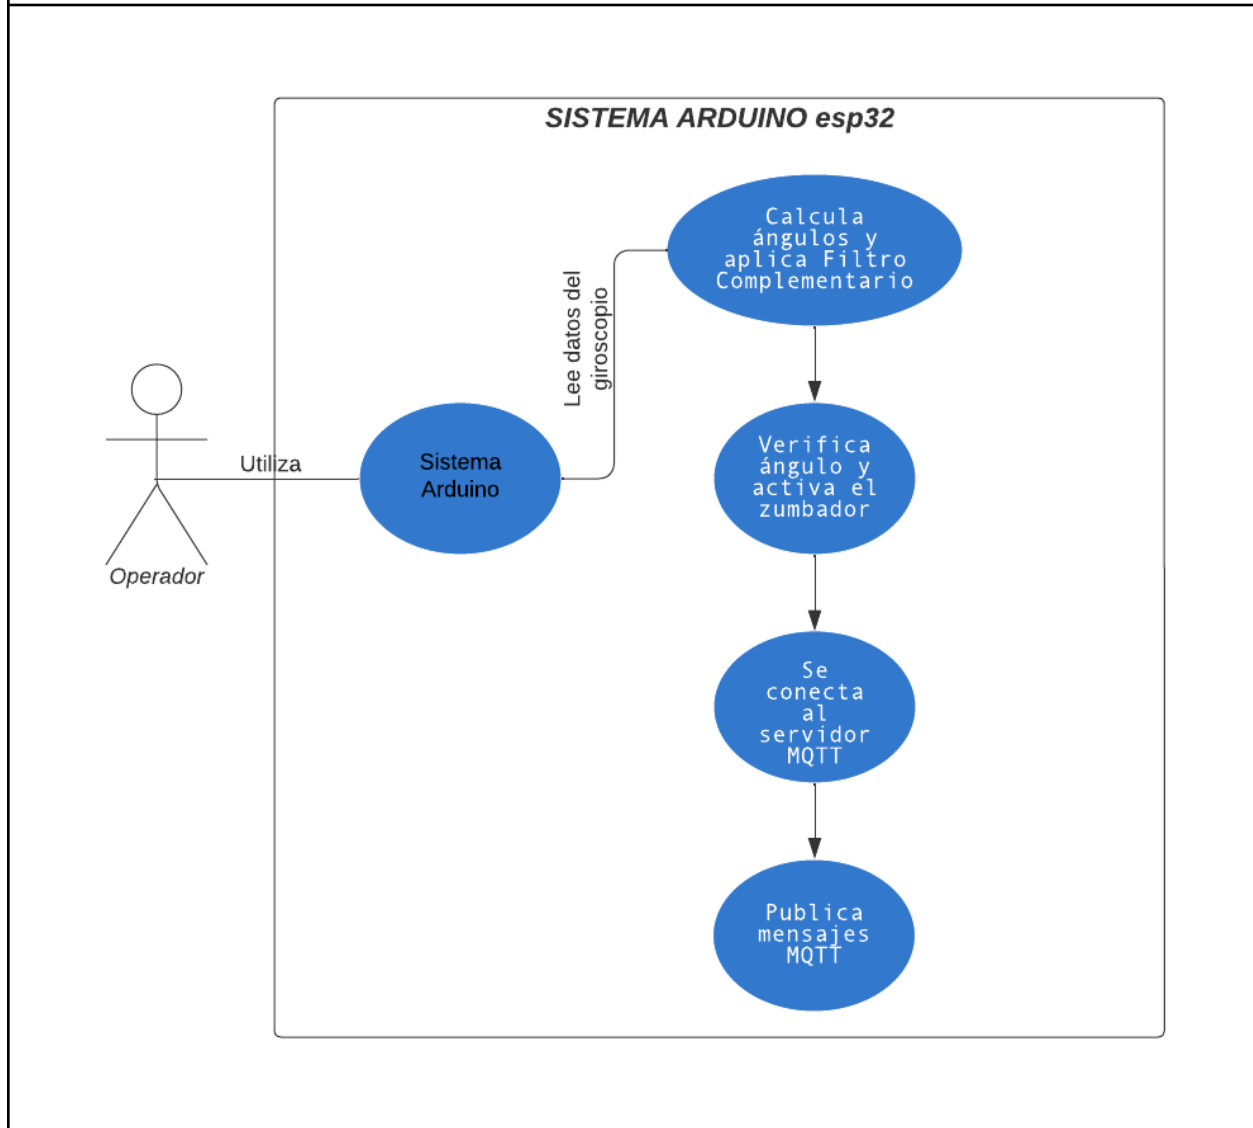 SISTEMA ARDUINO esp32
Calcula
ángulos y
aplica Filtro
Complementario
Lee datos del
giroscopio
Verifica
ángulo y
activa el
zumbador
Utiliza
Sistema
Arduino
Operador
Se
conecta
al
servidor
MQTT
Publica
mensajes
MQTT